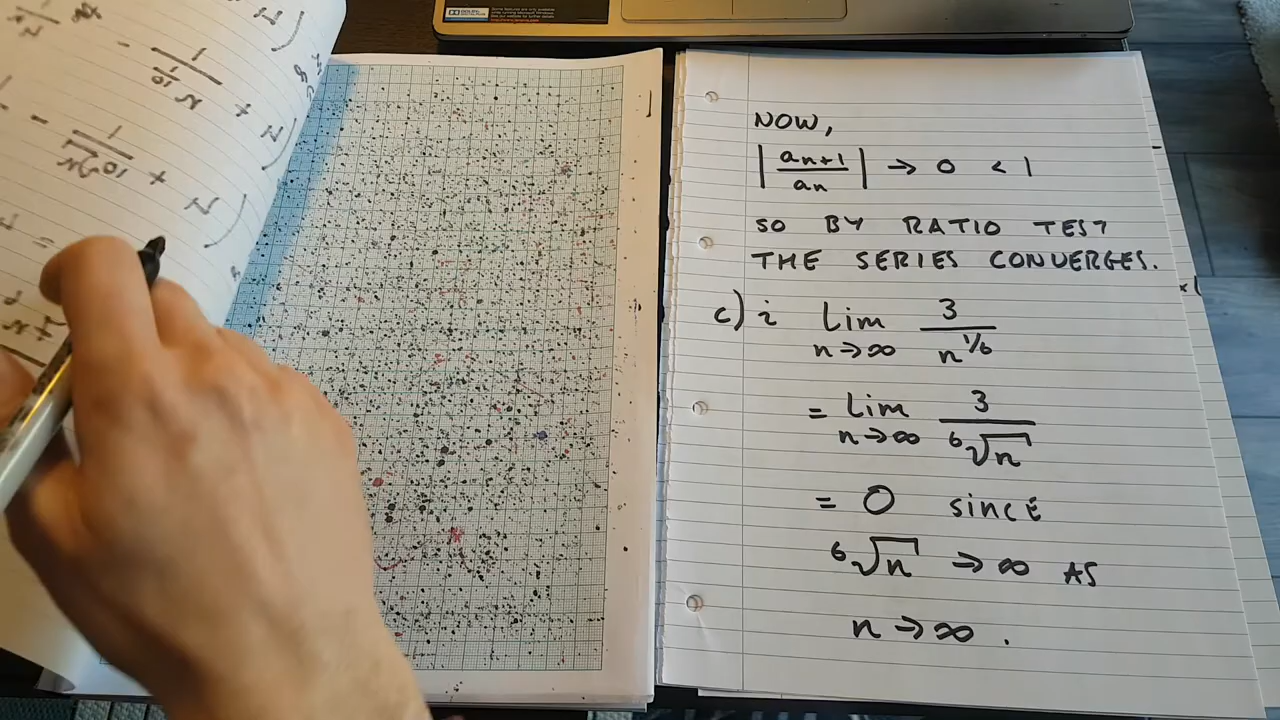 NOW,
|an+1/an| → 0 < 1
SO BY RATIO TEST
THE SERIES CONVERGES.
c) i Lim n→∞ 3/n^1/6
= Lim n→∞ 3/⁶√n
= 0 since
⁶√n → ∞ AS
n → ∞ .